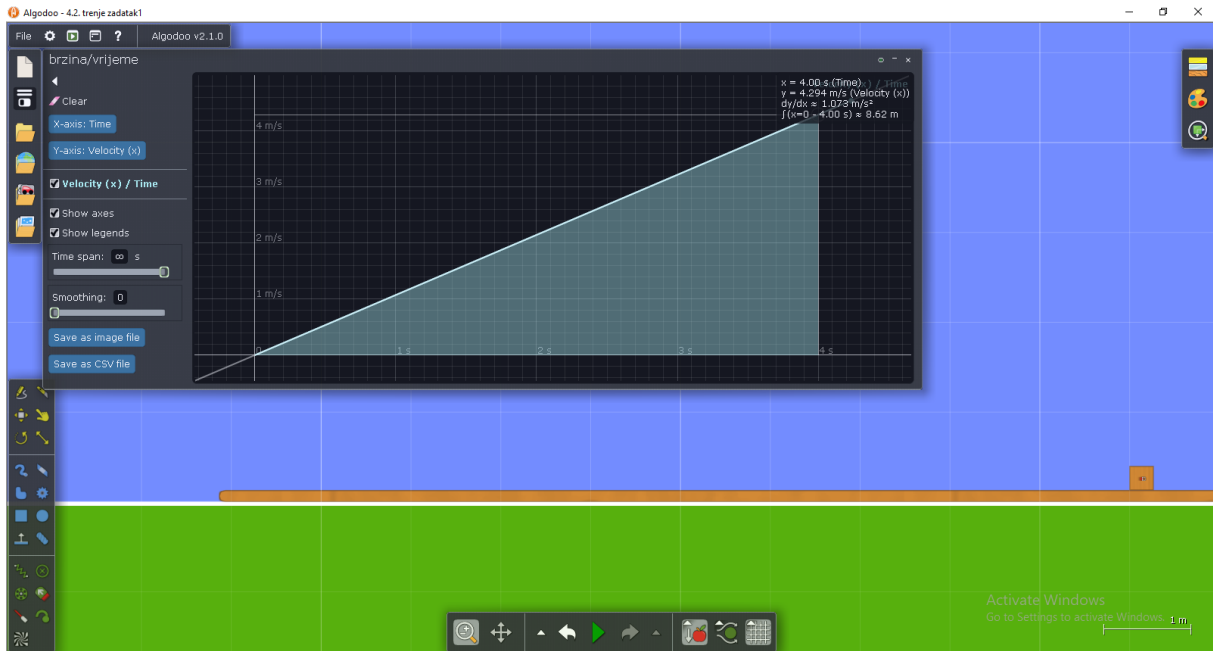 Algodoo - 4.2. trenje zadatak1
File
?
Algodoo v2.1.0
brzina/vrijeme
Clear
X-axis: Time
Y-axis: Velocity (x)
Velocity (x) / Time
Show axes
Show legends
Time span: ∞ s
Smoothing: 0
Save as image file
Save as CSV file
x = 4.00 s (Time)
y = 4.294 m/s (Velocity (x))
dy/dx ≈ 1.073 m/s²
∫(x=0 - 4.00 s) ≈ 8.62 m
4 m/s
3 m/s
2 m/s
1 m/s
0
1 s
2 s
3 s
4 s
Activate Windows
Go to Settings to activate Windows.
1 m